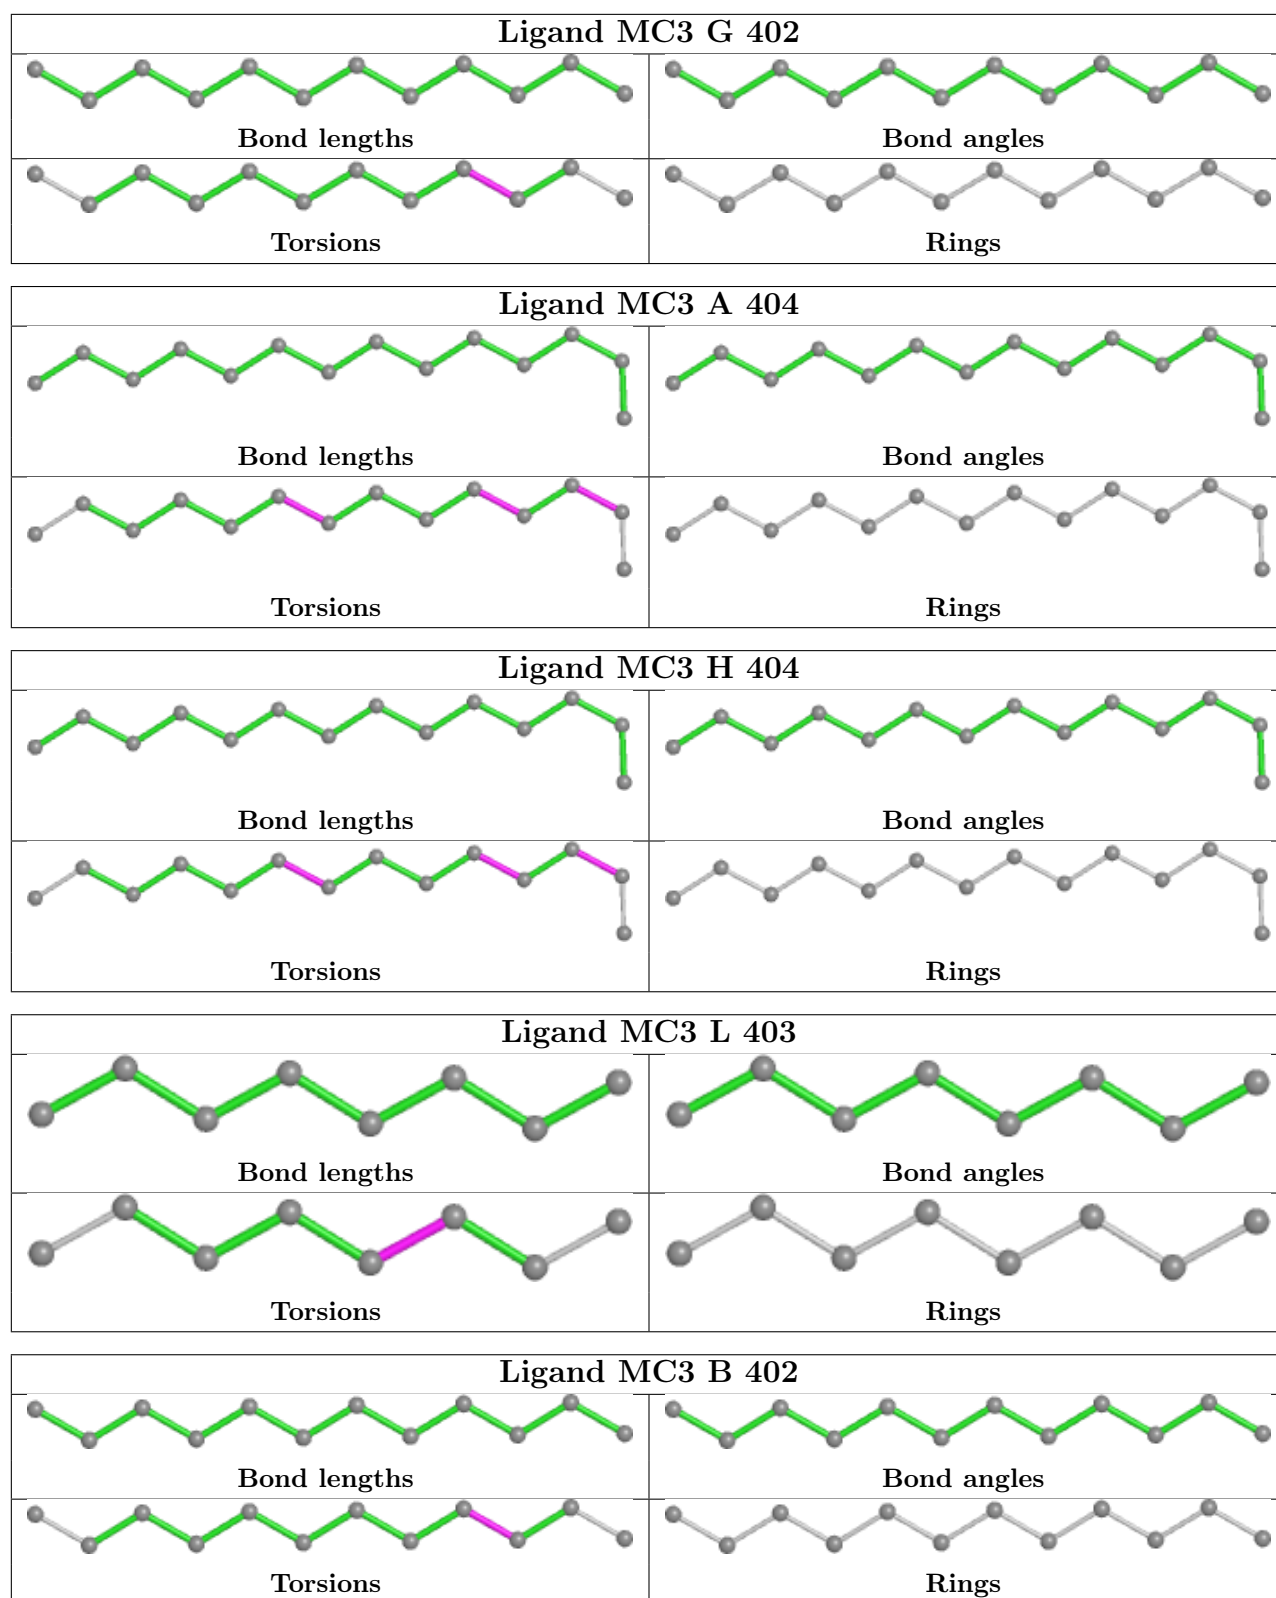 Ligand MC3 G 402
Bond lengths
Bond angles
Torsions
Rings
Ligand MC3 A 404
Bond lengths
Bond angles
Torsions
Rings
Ligand MC3 H 404
Bond lengths
Bond angles
Torsions
Rings
Ligand MC3 L 403
Bond lengths
Bond angles
Torsions
Rings
Ligand MC3 B 402
Bond lengths
Bond angles
Torsions
Rings